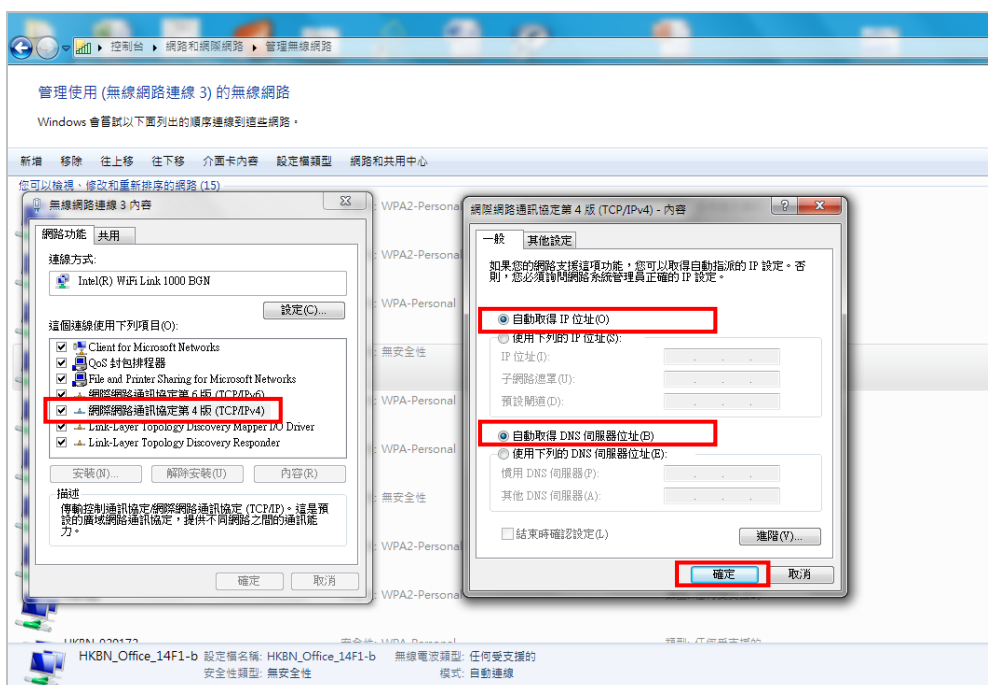 控制台 ▸ 網路和網際網路 ▸ 管理無線網路
管理使用 (無線網路連線 3) 的無線網路
Windows 會嘗試以下面列出的順序連線到這些網路。
新增 移除 往上移 往下移 介面卡內容 設定檔類型 網路和共用中心
您可以檢視、修改和重新排序的網路 (15)
無線網路連線 3 內容
網路功能 共用
連線方式:
Intel(R) WiFi Link 1000 BGN
設定(C)...
這個連線使用下列項目(O):
Client for Microsoft Networks
QoS 封包排程器
File and Printer Sharing for Microsoft Networks
網際網路通訊協定第 6 版 (TCP/IPv6)
網際網路通訊協定第 4 版 (TCP/IPv4)
Link-Layer Topology Discovery Mapper I/O Driver
Link-Layer Topology Discovery Responder
安裝(N)... 解除安裝(U) 內容(R)
描述
傳輸控制通訊協定/網際網路通訊協定 (TCP/IP)。這是預
設的廣域網路通訊協定，提供不同網路之間的通訊能
力。
確定 取消
: WPA2-Personal
: WPA2-Personal
: WPA-Personal
: 無安全性
: WPA-Personal
: WPA2-Personal
: 無安全性
: WPA2-Personal
: WPA2-Personal
網際網路通訊協定第 4 版 (TCP/IPv4) - 內容
一般 其他設定
如果您的網路支援這項功能，您可以取得自動指派的 IP 設定。否
則，您必須詢問網路系統管理員正確的 IP 設定。
自動取得 IP 位址(O)
使用下列的 IP 位址(S):
IP 位址(I):
子網路遮罩(U):
預設閘道(D):
自動取得 DNS 伺服器位址(B)
使用下列的 DNS 伺服器位址(E):
慣用 DNS 伺服器(P):
其他 DNS 伺服器(A):
結束時確認設定(L)
進階(V)...
確定 取消
HKBN_Office_14F1-b 設定檔名稱: HKBN_Office_14F1-b 無線電波類型: 任何受支援的
安全性類型: 無安全性 模式: 自動連線